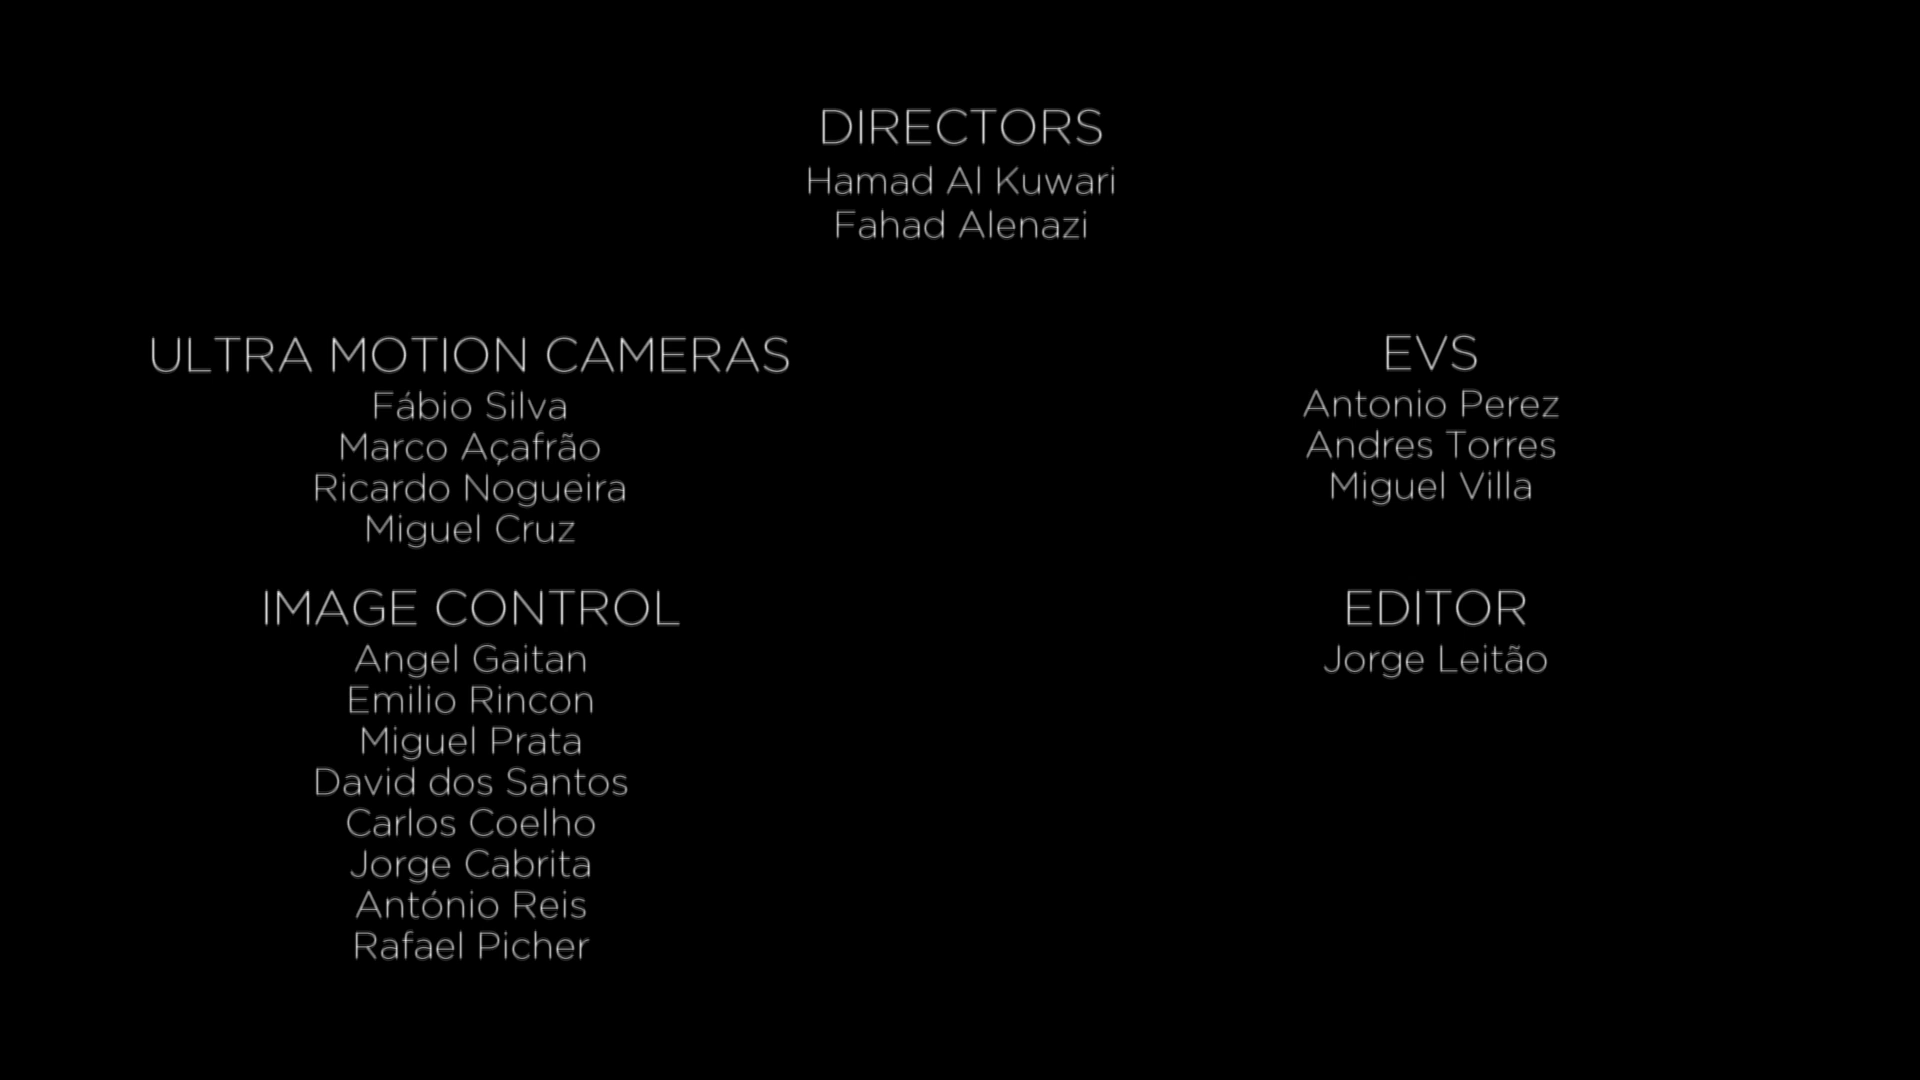 DIRECTORS
Hamad Al Kuwari
Fahad Alenazi
ULTRA MOTION CAMERAS
Fábio Silva
Marco Açafrão
Ricardo Nogueira
Miguel Cruz
EVS
Antonio Perez
Andres Torres
Miguel Villa
IMAGE CONTROL
Angel Gaitan
Emilio Rincon
Miguel Prata
David dos Santos
Carlos Coelho
Jorge Cabrita
António Reis
Rafael Picher
EDITOR
Jorge Leitão